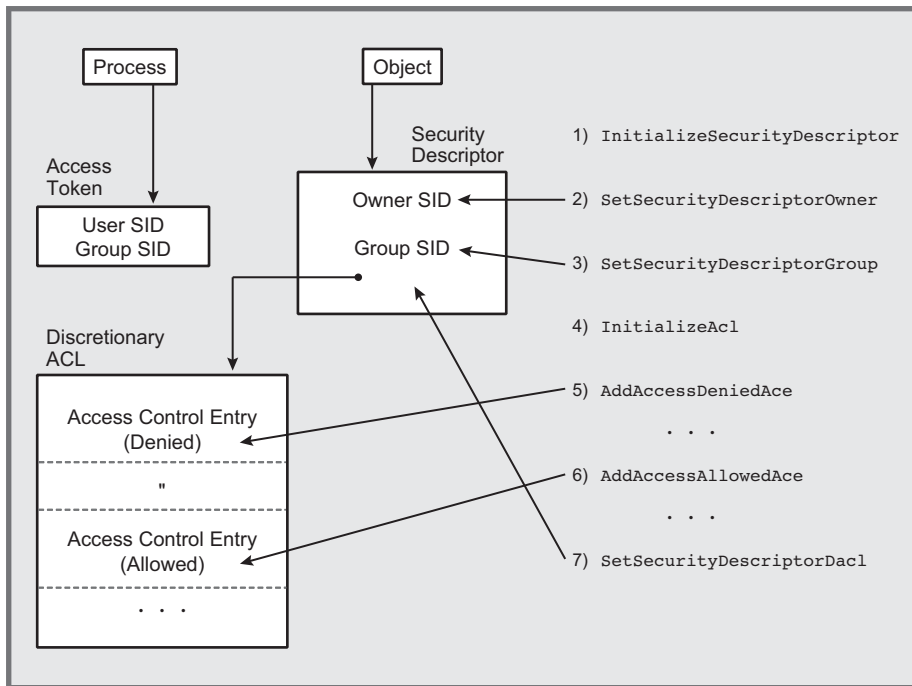 Process
Object
Security
Descriptor
1) InitializeSecurityDescriptor
Access
Token
Owner SID
2) SetSecurityDescriptorOwner
User SID
Group SID
Group SID
3) SetSecurityDescriptorGroup
4) InitializeAcl
Discretionary
ACL
5) AddAccessDeniedAce
Access Control Entry
(Denied)
. . .
"
6) AddAccessAllowedAce
. . .
Access Control Entry
(Allowed)
7) SetSecurityDescriptorDacl
. . .